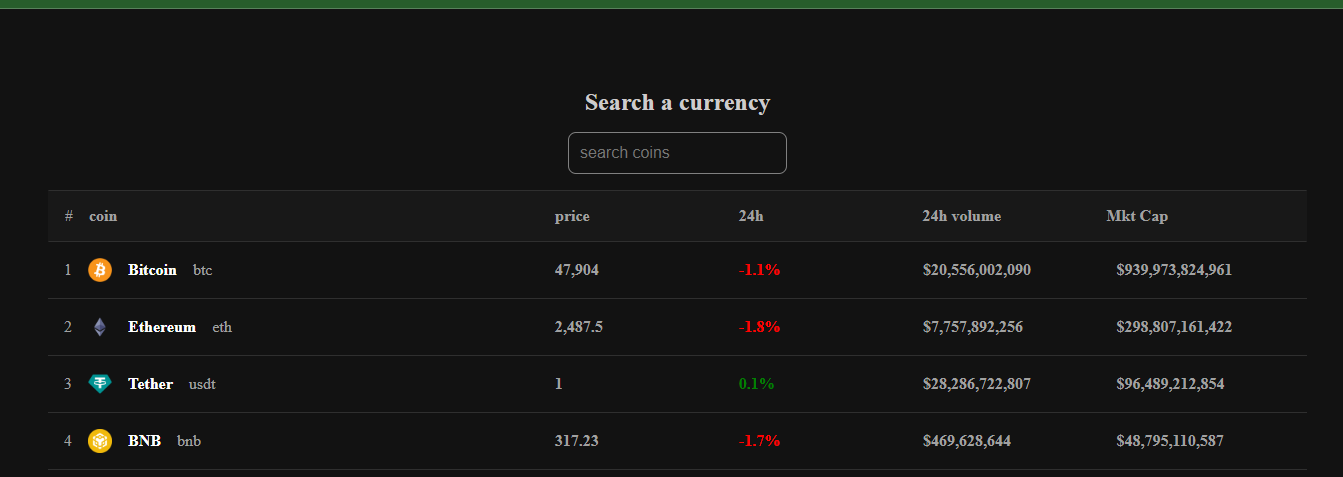 Search a currency
search coins
# coin price 24h 24h volume Mkt Cap
1 Bitcoin btc 47,904 -1.1% $20,556,002,090 $939,973,824,961
2 Ethereum eth 2,487.5 -1.8% $7,757,892,256 $298,807,161,422
3 Tether usdt 1 0.1% $28,286,722,807 $96,489,212,854
4 BNB bnb 317.23 -1.7% $469,628,644 $48,795,110,587